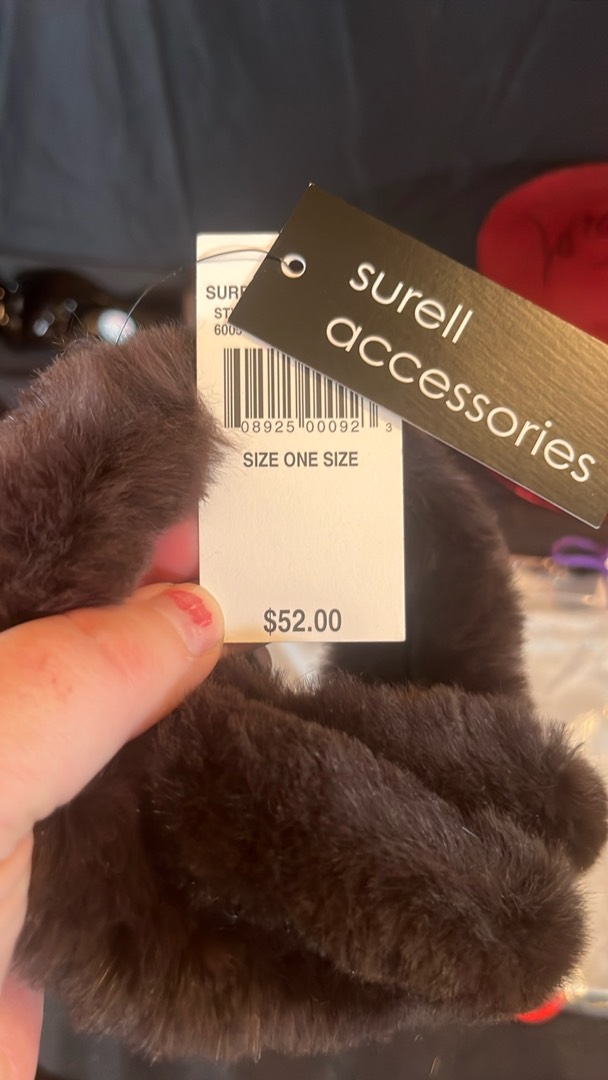 surell
accessories
08925 00092 3
SIZE ONE SIZE
$52.00